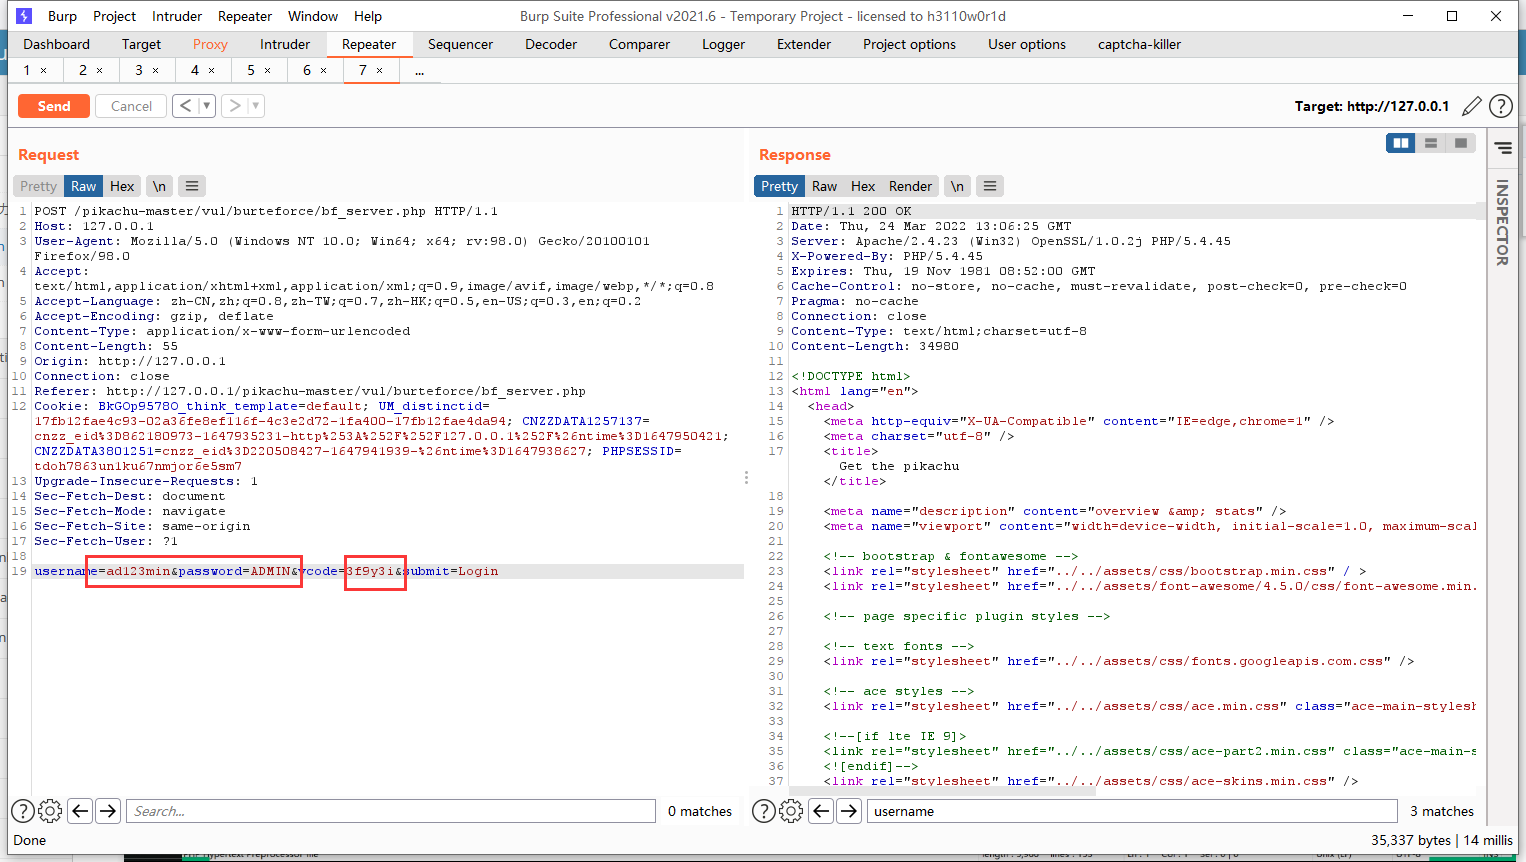 Burp Project Intruder Repeater Window Help
Burp Suite Professional v2021.6 - Temporary Project - licensed to h3110w0r1d
Dashboard Target Proxy Intruder Repeater Sequencer Decoder Comparer Logger Extender Project options User options captcha-killer
1 × 2 × 3 × 4 × 5 × 6 × 7 × ...
Send Cancel < ▼ > ▼
Target: http://127.0.0.1
Request
Pretty Raw Hex \n
1 POST /pikachu-master/vul/burteforce/bf_server.php HTTP/1.1
2 Host: 127.0.0.1
3 User-Agent: Mozilla/5.0 (Windows NT 10.0; Win64; x64; rv:98.0) Gecko/20100101
Firefox/98.0
4 Accept:
text/html,application/xhtml+xml,application/xml;q=0.9,image/avif,image/webp,*/*;q=0.8
5 Accept-Language: zh-CN,zh;q=0.8,zh-TW;q=0.7,zh-HK;q=0.5,en-US;q=0.3,en;q=0.2
6 Accept-Encoding: gzip, deflate
7 Content-Type: application/x-www-form-urlencoded
8 Content-Length: 55
9 Origin: http://127.0.0.1
10 Connection: close
11 Referer: http://127.0.0.1/pikachu-master/vul/burteforce/bf_server.php
12 Cookie: BkGOp9578O_think_template=default; UM_distinctid=
17fb12fae4c93-02a36fe8ef116f-4c3e2d72-1fa400-17fb12fae4da94; CNZZDATA1257137=
cnzz_eid%3D862180973-1647935231-http%253A%252F%252F127.0.0.1%252F%26ntime%3D1647950421;
CNZZDATA3801251=cnzz_eid%3D220508427-1647941939-%26ntime%3D1647938627; PHPSESSID=
tdoh7863un1ku67nmjor6e5sm7
13 Upgrade-Insecure-Requests: 1
14 Sec-Fetch-Dest: document
15 Sec-Fetch-Mode: navigate
16 Sec-Fetch-Site: same-origin
17 Sec-Fetch-User: ?1
18
19 username=ad123min&password=ADMIN&vcode=3f9y3i&submit=Login
Search...
0 matches
Response
Pretty Raw Hex Render \n
1 HTTP/1.1 200 OK
2 Date: Thu, 24 Mar 2022 13:06:25 GMT
3 Server: Apache/2.4.23 (Win32) OpenSSL/1.0.2j PHP/5.4.45
4 X-Powered-By: PHP/5.4.45
5 Expires: Thu, 19 Nov 1981 08:52:00 GMT
6 Cache-Control: no-store, no-cache, must-revalidate, post-check=0, pre-check=0
7 Pragma: no-cache
8 Connection: close
9 Content-Type: text/html;charset=utf-8
10 Content-Length: 34980
11
12 <!DOCTYPE html>
13 <html lang="en">
14 <head>
15 <meta http-equiv="X-UA-Compatible" content="IE=edge,chrome=1" />
16 <meta charset="utf-8" />
17 <title>
Get the pikachu
</title>
18
19 <meta name="description" content="overview &amp; stats" />
20 <meta name="viewport" content="width=device-width, initial-scale=1.0, maximum-scal
21
22 <!-- bootstrap & fontawesome -->
23 <link rel="stylesheet" href="../../assets/css/bootstrap.min.css" / >
24 <link rel="stylesheet" href="../../assets/font-awesome/4.5.0/css/font-awesome.min.
25
26 <!-- page specific plugin styles -->
27
28 <!-- text fonts -->
29 <link rel="stylesheet" href="../../assets/css/fonts.googleapis.com.css" />
30
31 <!-- ace styles -->
32 <link rel="stylesheet" href="../../assets/css/ace.min.css" class="ace-main-stylesh
33
34 <!--[if lte IE 9]>
35 <link rel="stylesheet" href="../../assets/css/ace-part2.min.css" class="ace-main-s
36 <![endif]-->
37 <link rel="stylesheet" href="../../assets/css/ace-skins.min.css" />
username
3 matches
INSPECTOR
Done
35,337 bytes | 14 millis